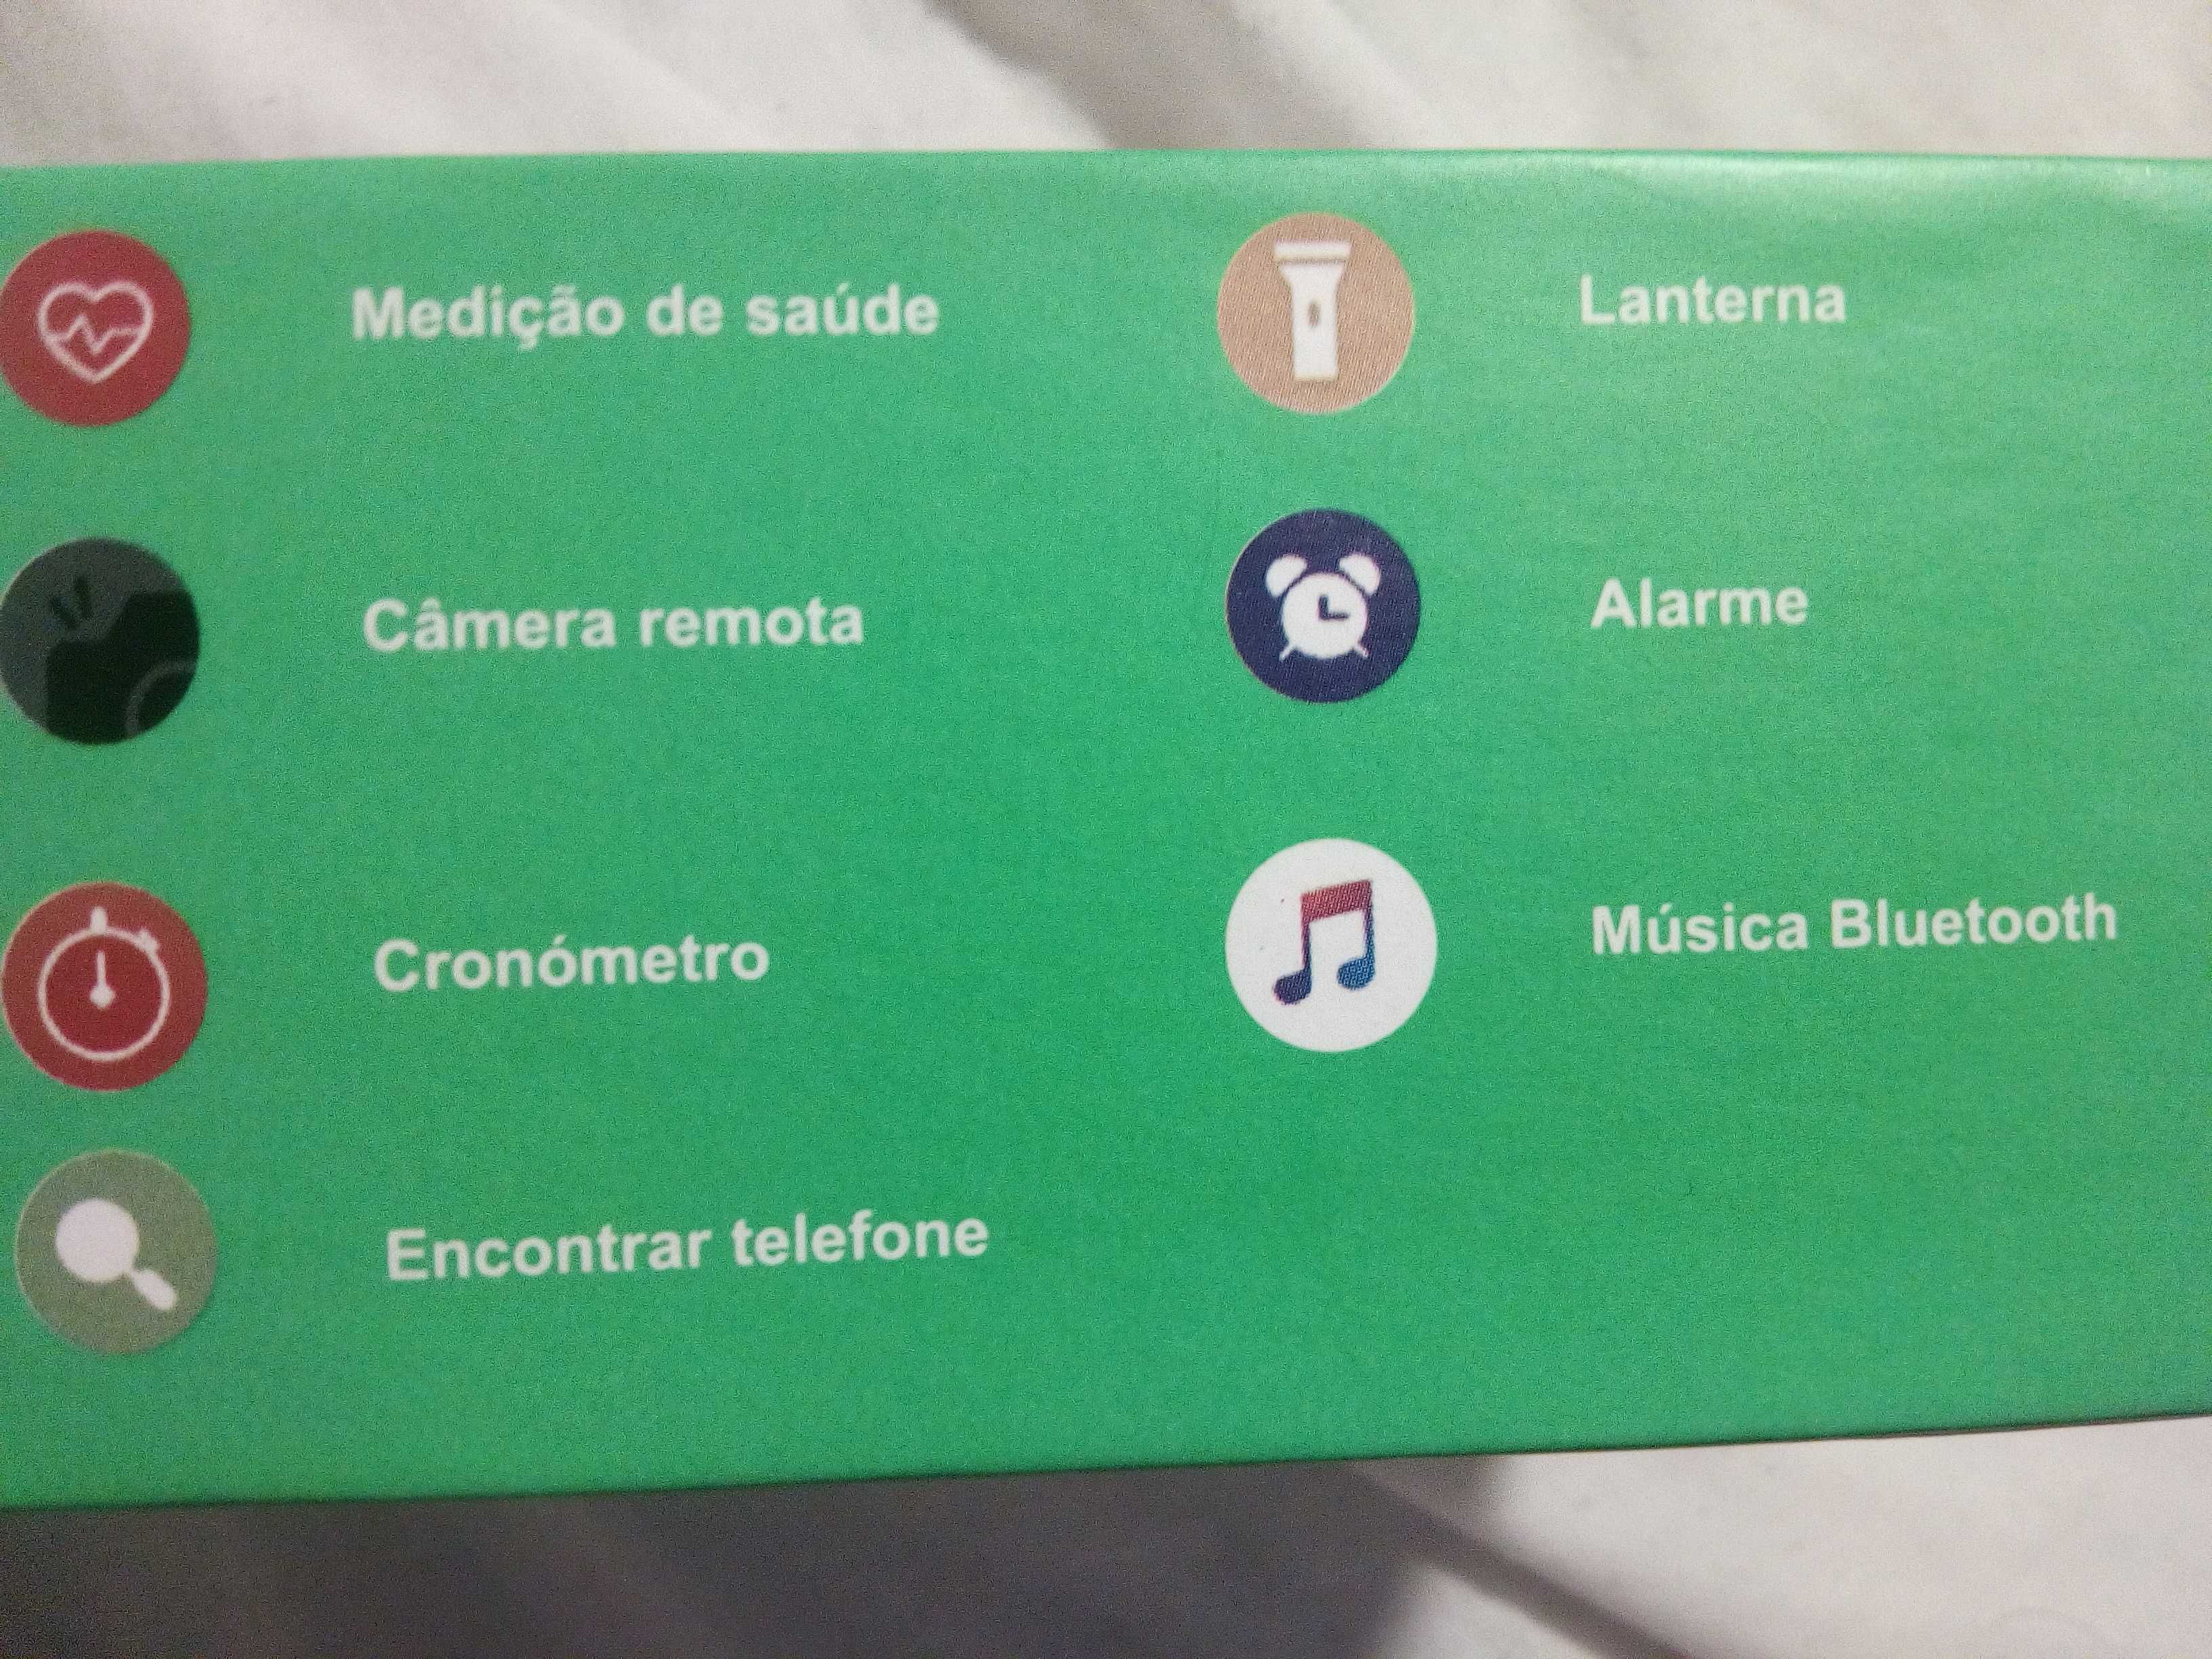 Medição de saúde
Câmera remota
Cronómetro
Encontrar telefone
Lanterna
Alarme
Música Bluetooth